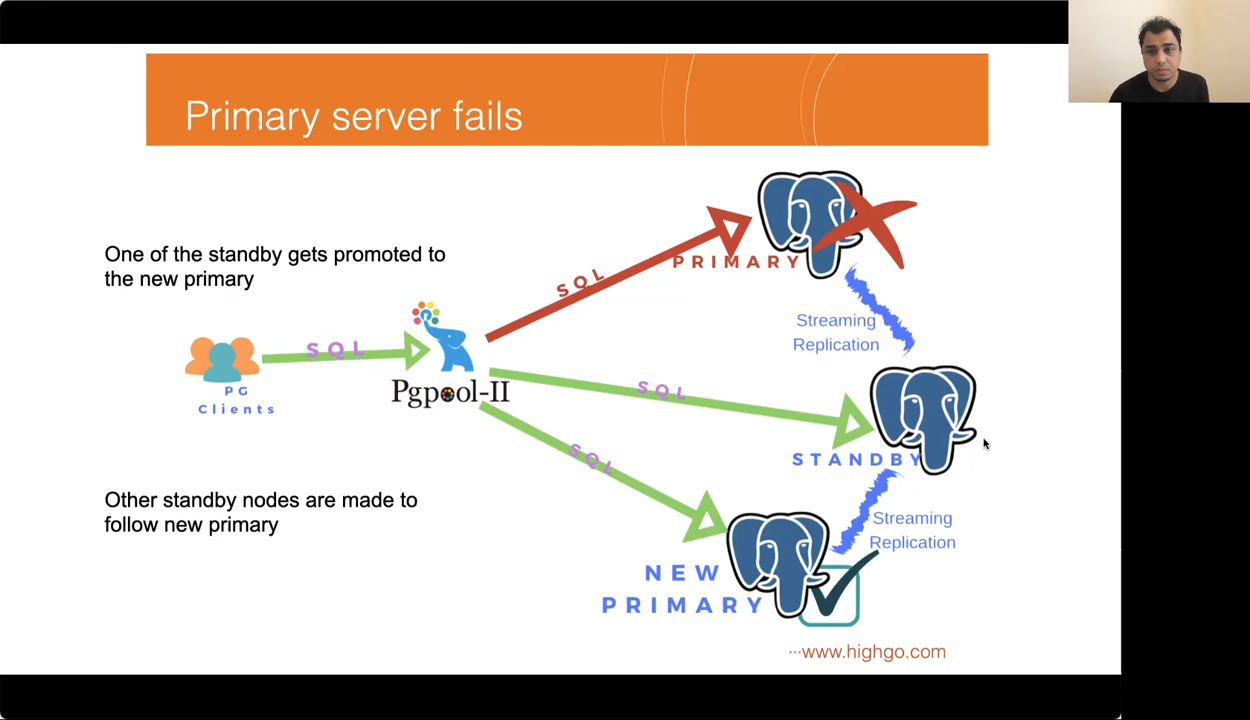 Primary server fails
One of the standby gets promoted to
the new primary
SQL
PRIMARY
Streaming
Replication
SQL
PG
Clients
Pgpool-II
SQL
STANDBY
SQL
Other standby nodes are made to
follow new primary
Streaming
Replication
NEW
PRIMARY
···www.highgo.com